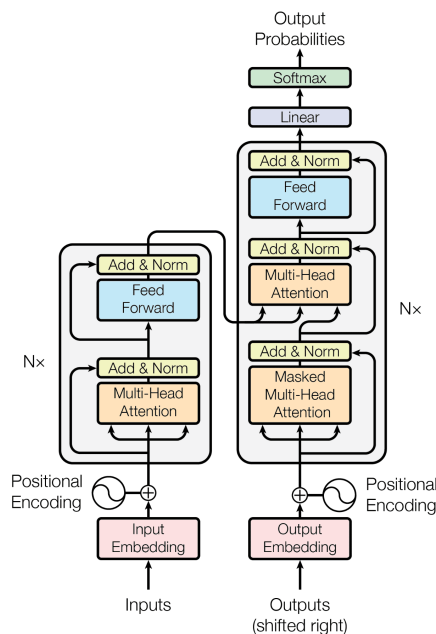 Output
Probabilities
Softmax
Linear
Add & Norm
Feed
Forward
Add & Norm
Multi-Head
Attention
Nx
Add & Norm
Masked
Multi-Head
Attention
Add & Norm
Feed
Forward
Nx
Add & Norm
Multi-Head
Attention
Positional
Encoding
Positional
Encoding
Input
Embedding
Output
Embedding
Inputs
Outputs
(shifted right)